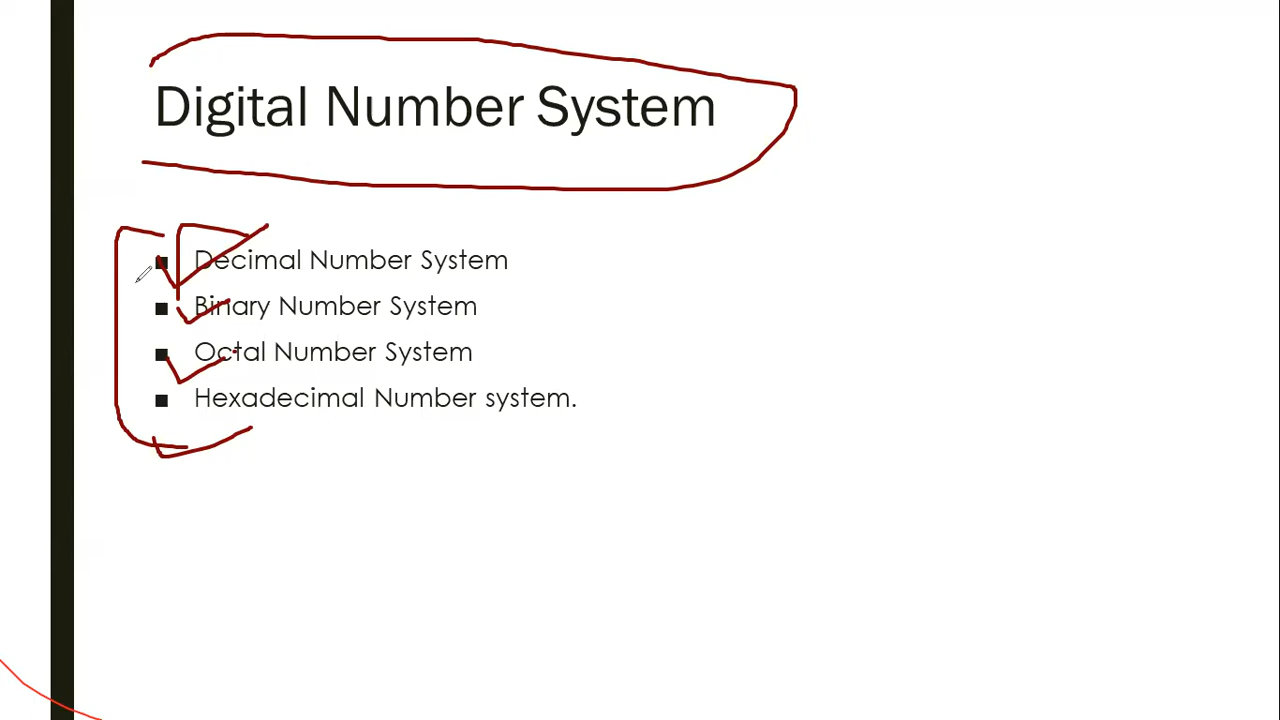 Digital Number System
■ Decimal Number System
■ Binary Number System
■ Octal Number System
■ Hexadecimal Number system.